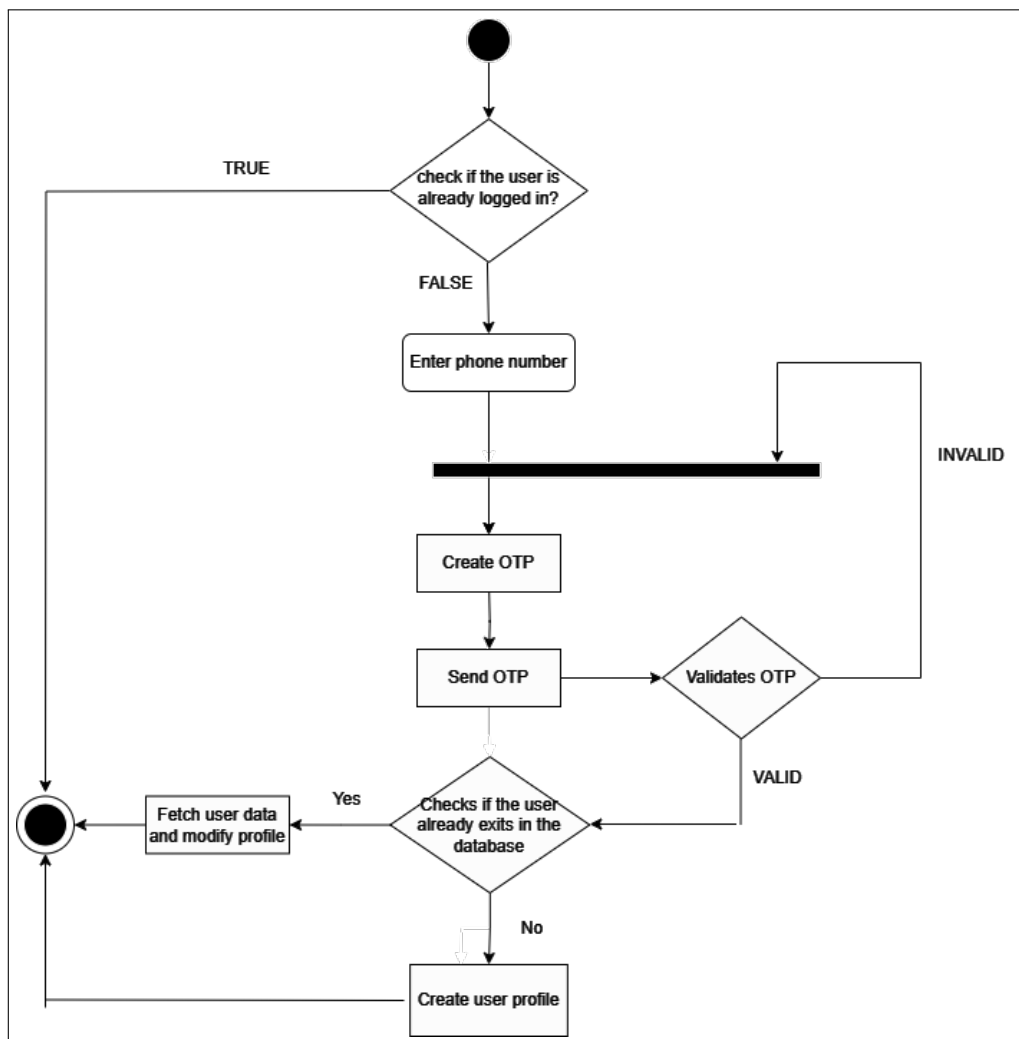 TRUE
check if the user is
already logged in?
FALSE
Enter phone number
INVALID
Create OTP
Send OTP
Validates OTP
VALID
Yes
Fetch user data
and modify profile
Checks if the user
already exits in the
database
No
Create user profile